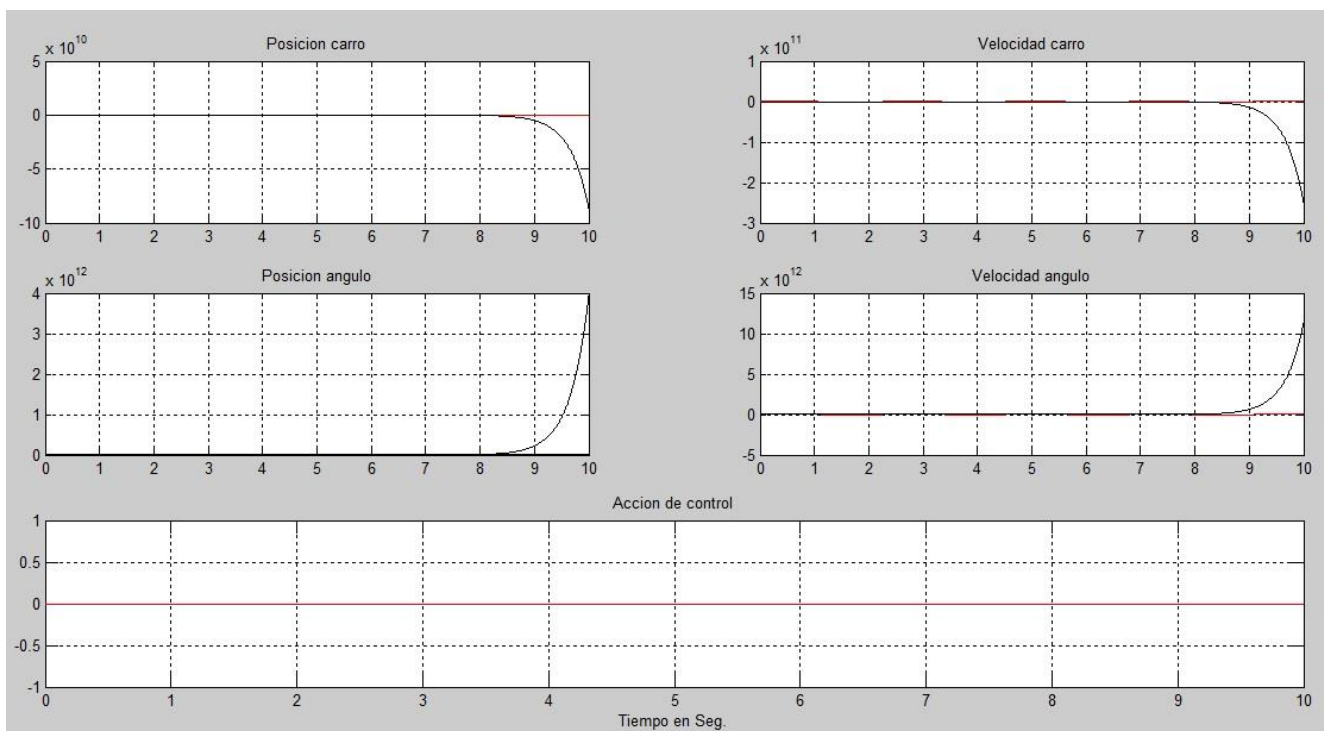 Posicion carro
x 10^10
5
0
-5
-10
0 1 2 3 4 5 6 7 8 9 10
Velocidad carro
x 10^11
1
0
-1
-2
-3
0 1 2 3 4 5 6 7 8 9 10
Posicion angulo
x 10^12
4
3
2
1
0
0 1 2 3 4 5 6 7 8 9 10
Velocidad angulo
x 10^12
15
10
5
0
-5
0 1 2 3 4 5 6 7 8 9 10
Accion de control
1
0.5
0
-0.5
-1
0 1 2 3 4 5 6 7 8 9 10
Tiempo en Seg.